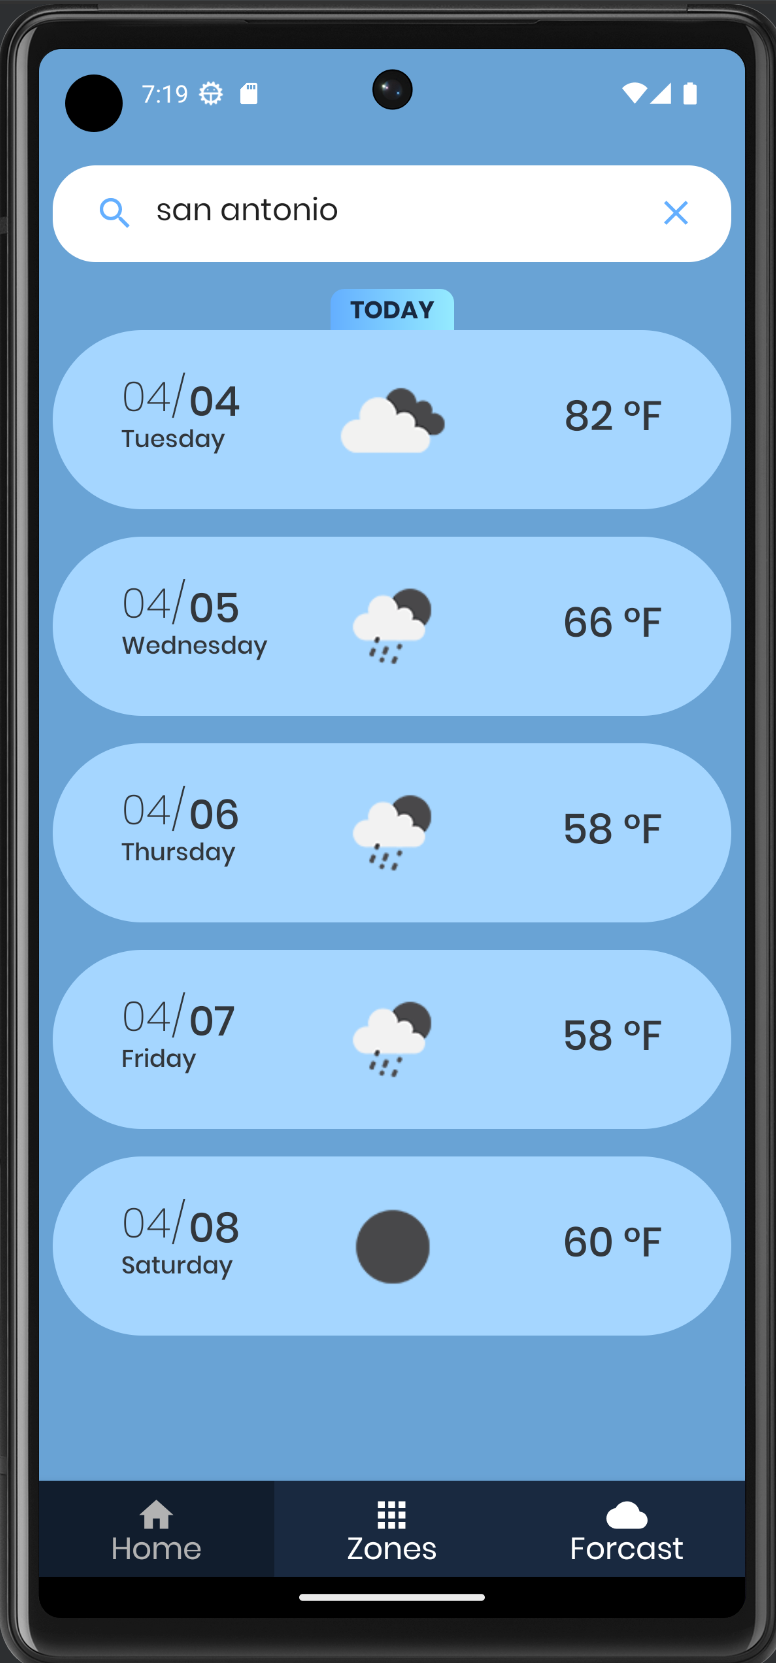 7:19
san antonio
TODAY
04/04
Tuesday
82 °F
04/05
Wednesday
66 °F
04/06
Thursday
58 °F
04/07
Friday
58 °F
04/08
Saturday
60 °F
Home
Zones
Forcast